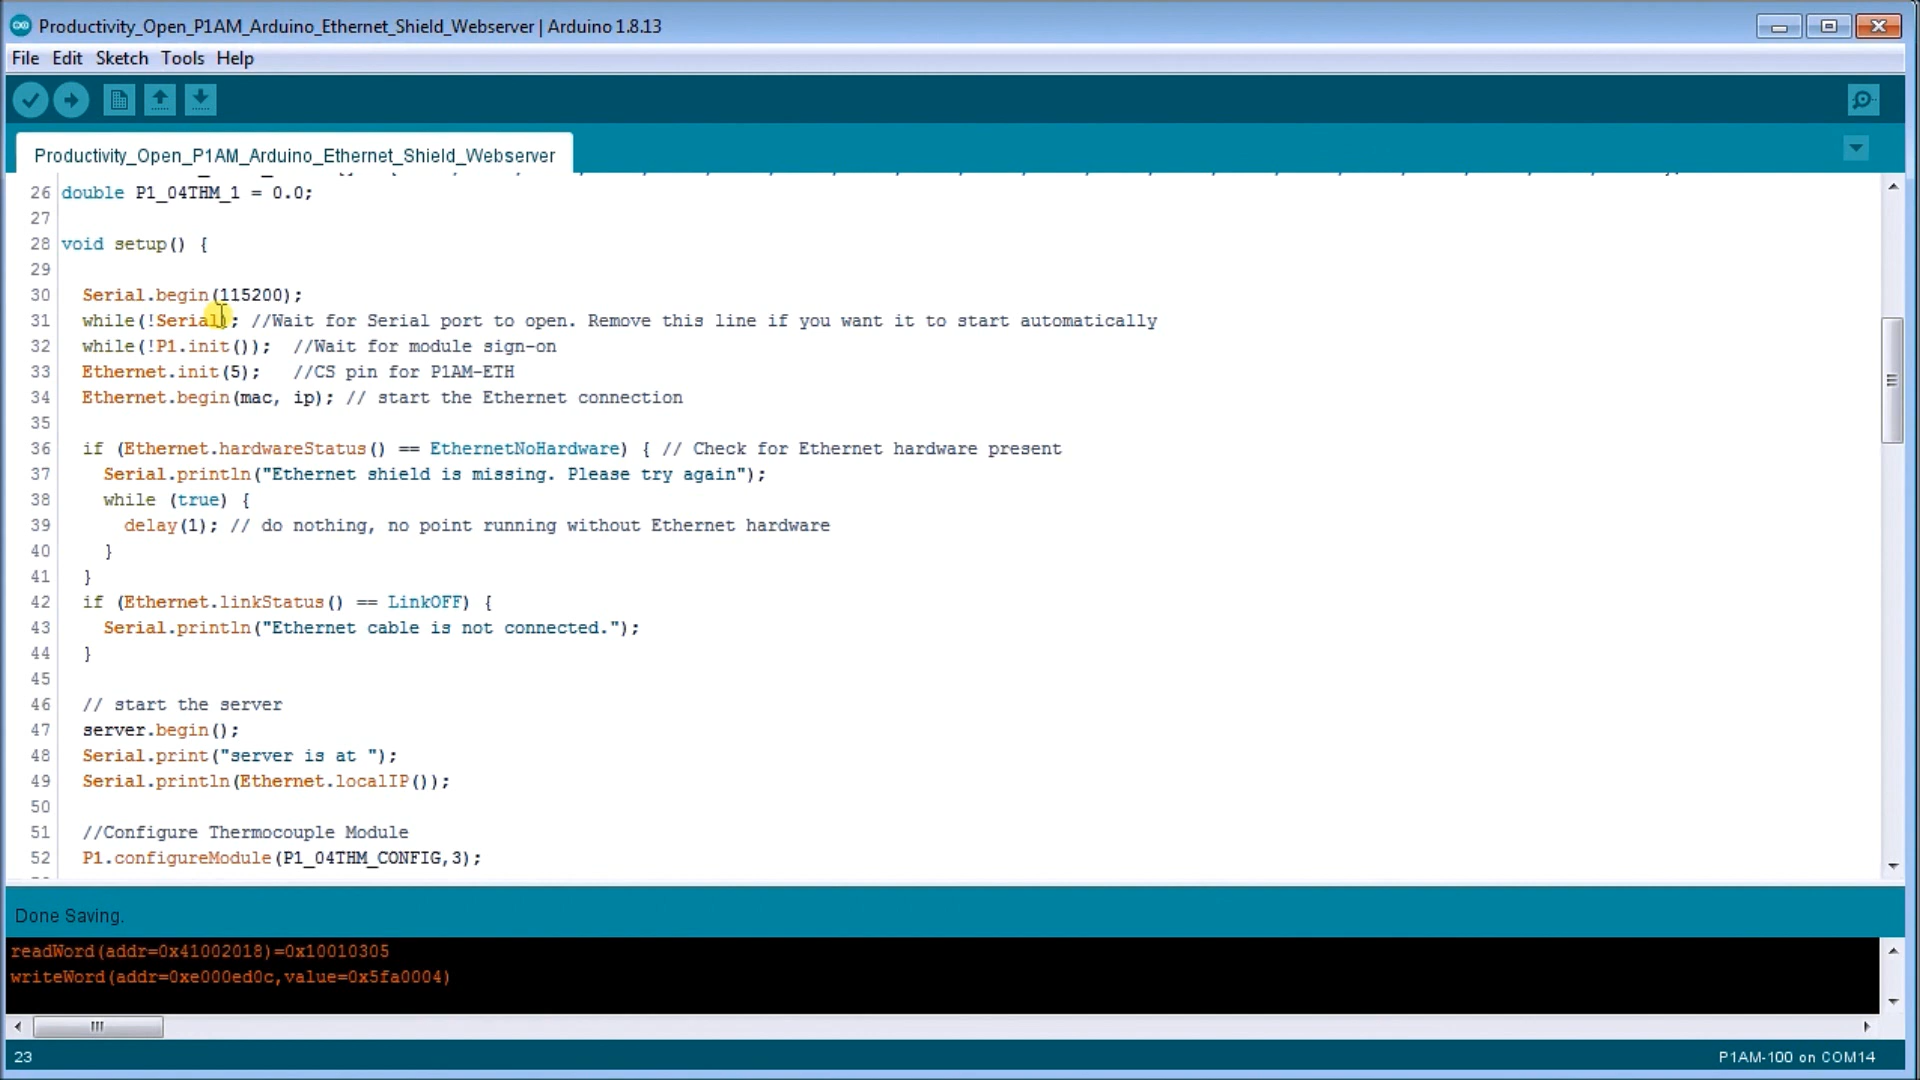 Productivity_Open_P1AM_Arduino_Ethernet_Shield_Webserver | Arduino 1.8.13
File Edit Sketch Tools Help
Productivity_Open_P1AM_Arduino_Ethernet_Shield_Webserver
26 double P1_04THM_1 = 0.0;
27
28 void setup() {
29
30 Serial.begin(115200);
31 while(!Serial); //Wait for Serial port to open. Remove this line if you want it to start automatically
32 while(!P1.init()); //Wait for module sign-on
33 Ethernet.init(5); //CS pin for P1AM-ETH
34 Ethernet.begin(mac, ip); // start the Ethernet connection
35
36 if (Ethernet.hardwareStatus() == EthernetNoHardware) { // Check for Ethernet hardware present
37 Serial.println("Ethernet shield is missing. Please try again");
38 while (true) {
39 delay(1); // do nothing, no point running without Ethernet hardware
40 }
41 }
42 if (Ethernet.linkStatus() == LinkOFF) {
43 Serial.println("Ethernet cable is not connected.");
44 }
45
46 // start the server
47 server.begin();
48 Serial.print("server is at ");
49 Serial.println(Ethernet.localIP());
50
51 //Configure Thermocouple Module
52 P1.configureModule(P1_04THM_CONFIG,3);
Done Saving.
readWord(addr=0x41002018)=0x10010305
writeWord(addr=0xe000ed0c,value=0x5fa0004)
23
P1AM-100 on COM14